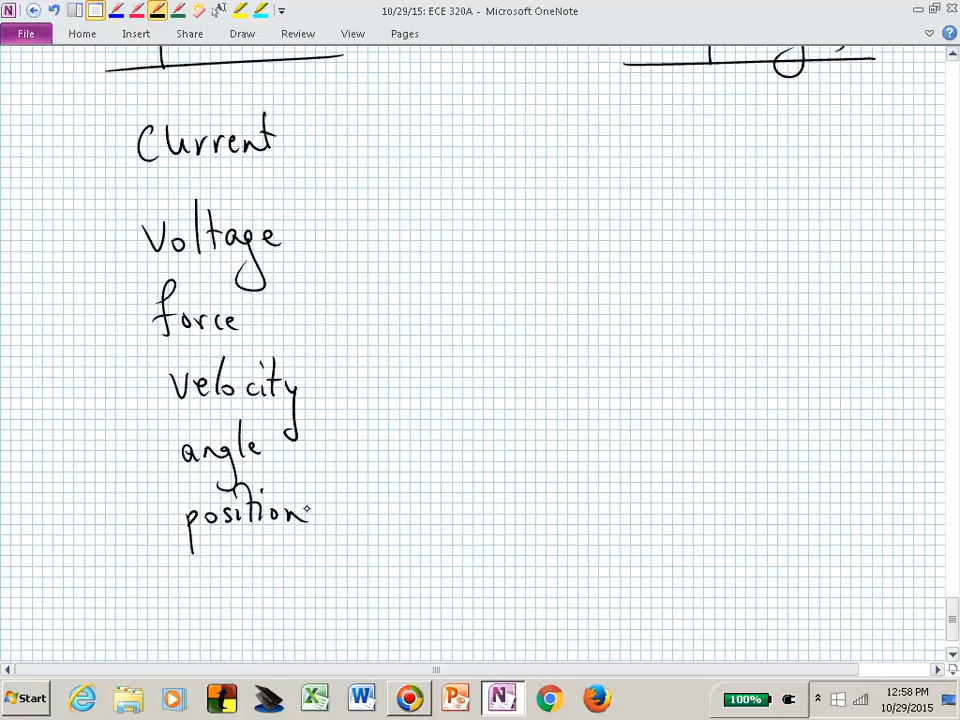 10/29/15: ECE 320A - Microsoft OneNote
File Home Insert Share Draw Review View Pages
Current
Voltage
force
velocity
angle
position
Start
100%
12:58 PM
10/29/2015